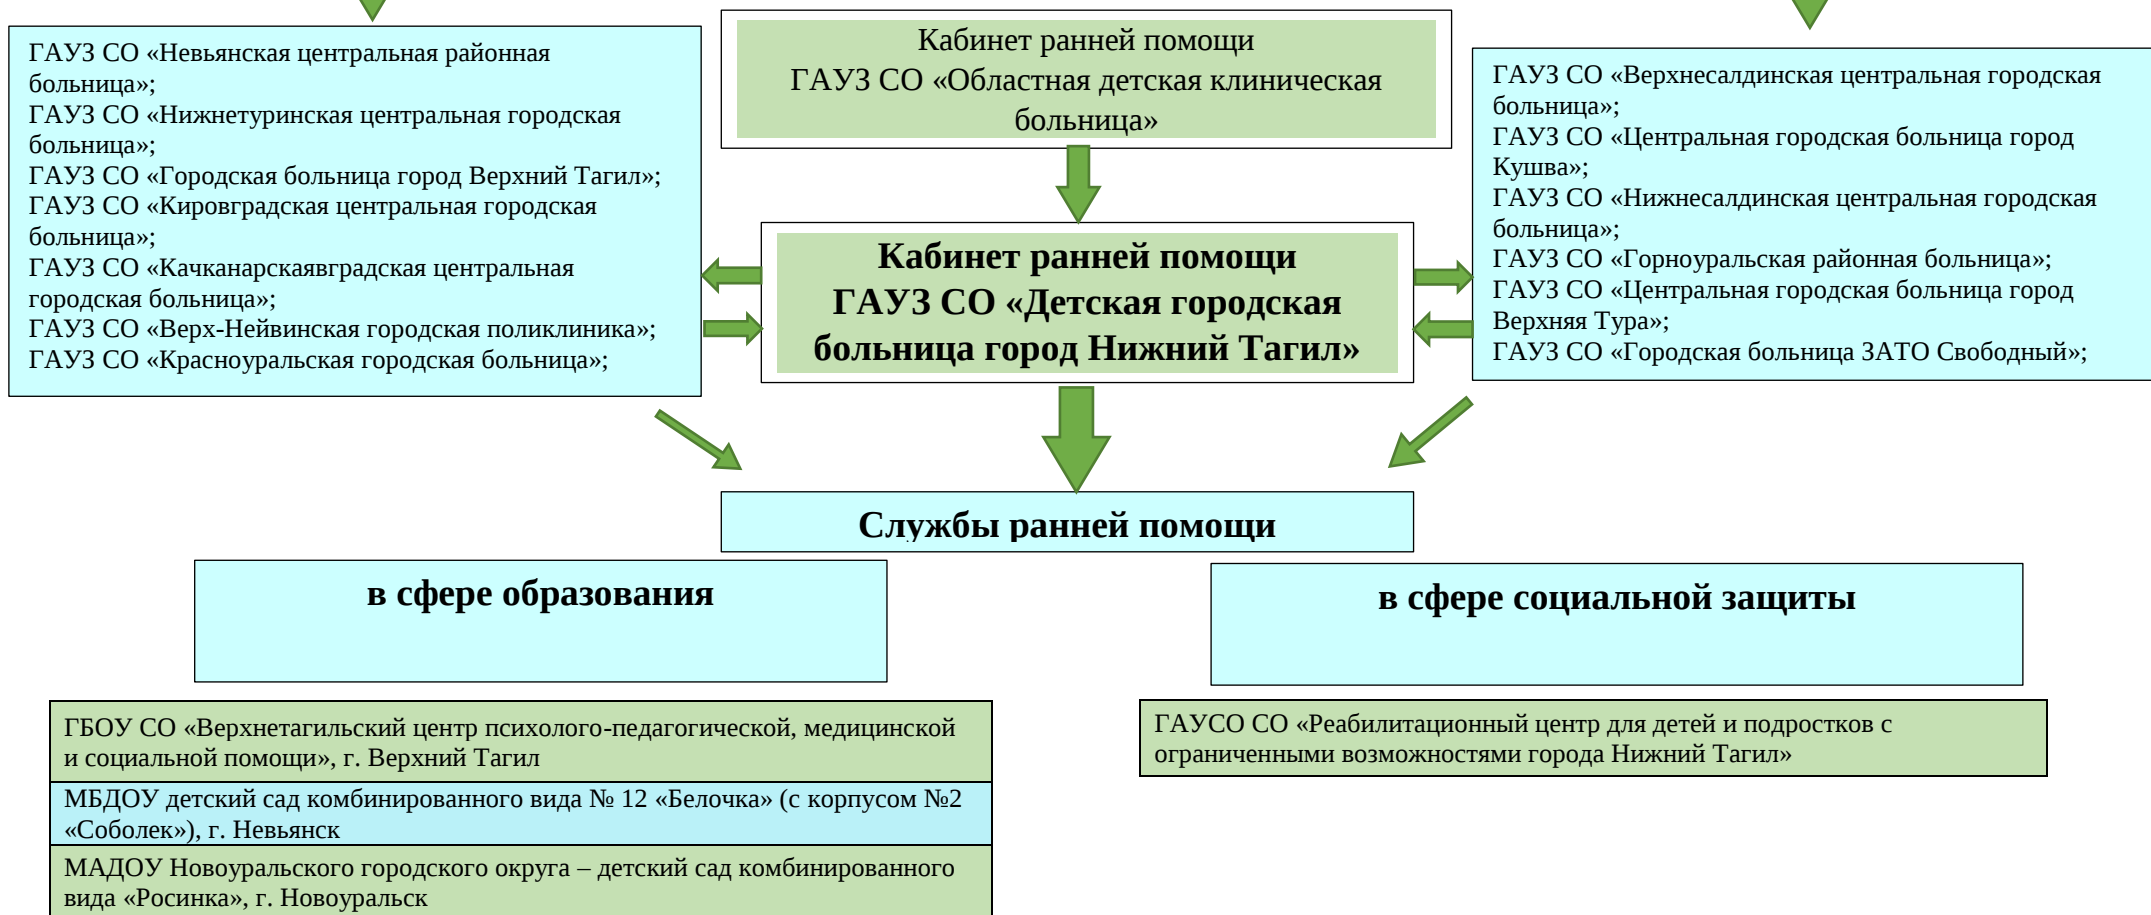 ГАУЗ СО «Невьянская центральная районная
больница»;
ГАУЗ СО «Нижнетуринская центральная городская
больница»;
ГАУЗ СО «Городская больница город Верхний Тагил»;
ГАУЗ СО «Кировградская центральная городская
больница»;
ГАУЗ СО «Качканарскаявградская центральная
городская больница»;
ГАУЗ СО «Верх-Нейвинская городская поликлиника»;
ГАУЗ СО «Красноуральская городская больница»;
Кабинет ранней помощи
ГАУЗ СО «Областная детская клиническая
больница»
Кабинет ранней помощи
ГАУЗ СО «Детская городская
больница город Нижний Тагил»
ГАУЗ СО «Верхнесалдинская центральная городская
больница»;
ГАУЗ СО «Центральная городская больница город
Кушва»;
ГАУЗ СО «Нижнесалдинская центральная городская
больница»;
ГАУЗ СО «Горноуральская районная больница»;
ГАУЗ СО «Центральная городская больница город
Верхняя Тура»;
ГАУЗ СО «Городская больница ЗАТО Свободный»;
Службы ранней помощи
в сфере образования
в сфере социальной защиты
ГБОУ СО «Верхнетагильский центр психолого-педагогической, медицинской
и социальной помощи», г. Верхний Тагил
МБДОУ детский сад комбинированного вида № 12 «Белочка» (с корпусом №2
«Соболек»), г. Невьянск
МАДОУ Новоуральского городского округа – детский сад комбинированного
вида «Росинка», г. Новоуральск
ГАУСО СО «Реабилитационный центр для детей и подростков с
ограниченными возможностями города Нижний Тагил»